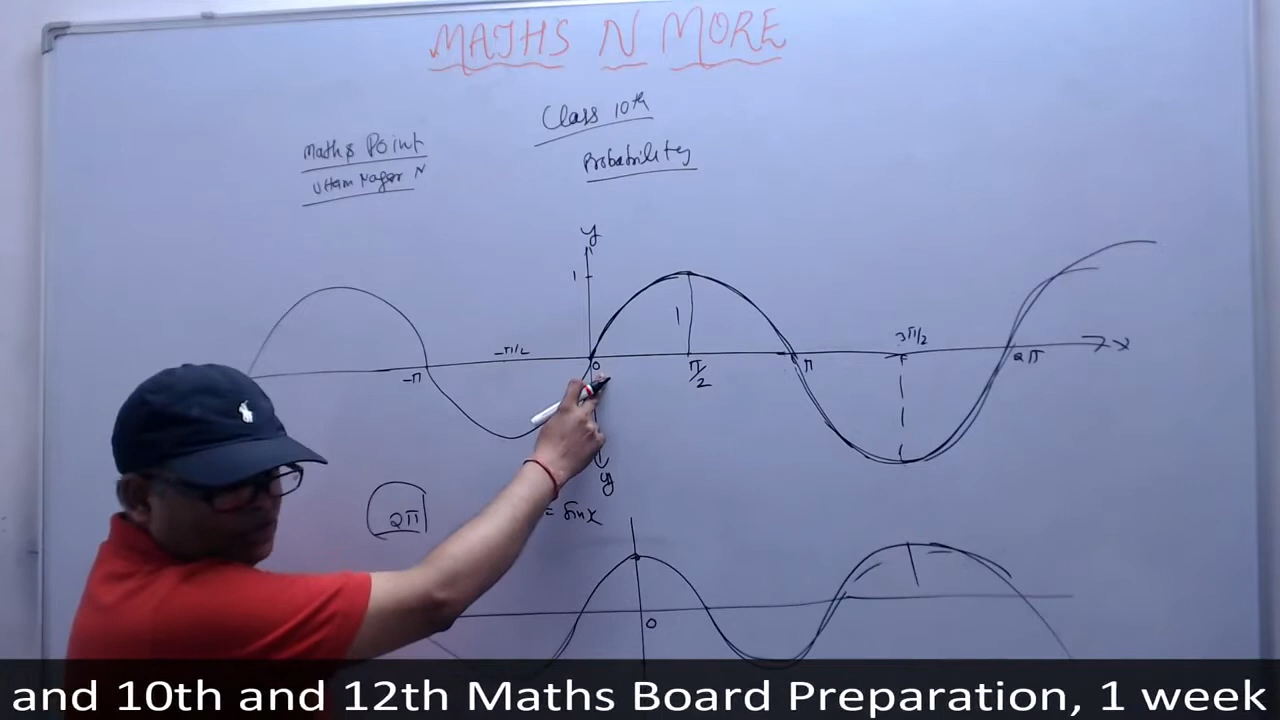 MATHS N MORE
Class 10th
Probability
Maths Point
Uttam Nagar N
y
1
1
-π
-π/2
0
π/2
π
3π/2
2π
x
y
2π
= sinx
0
and 10th and 12th Maths Board Preparation, 1 week